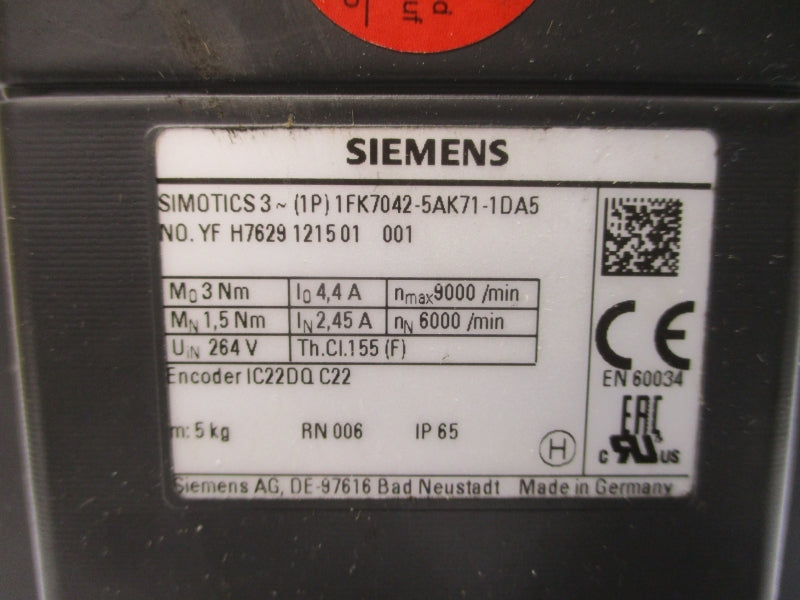 d
uf
SIEMENS
SIMOTICS 3 ~ (1P) 1FK7042-5AK71-1DA5
NO. YF H7629 1215 01 001
M0 3 Nm I0 4,4 A nmax 9000 /min
MN 1,5 Nm IN 2,45 A nN 6000 /min
UiN 264 V Th.Cl.155 (F)
Encoder IC22DQ C22
CE
EN 60034
m: 5 kg RN 006 IP 65
H
EAC
c RU US
Siemens AG, DE-97616 Bad Neustadt Made in Germany